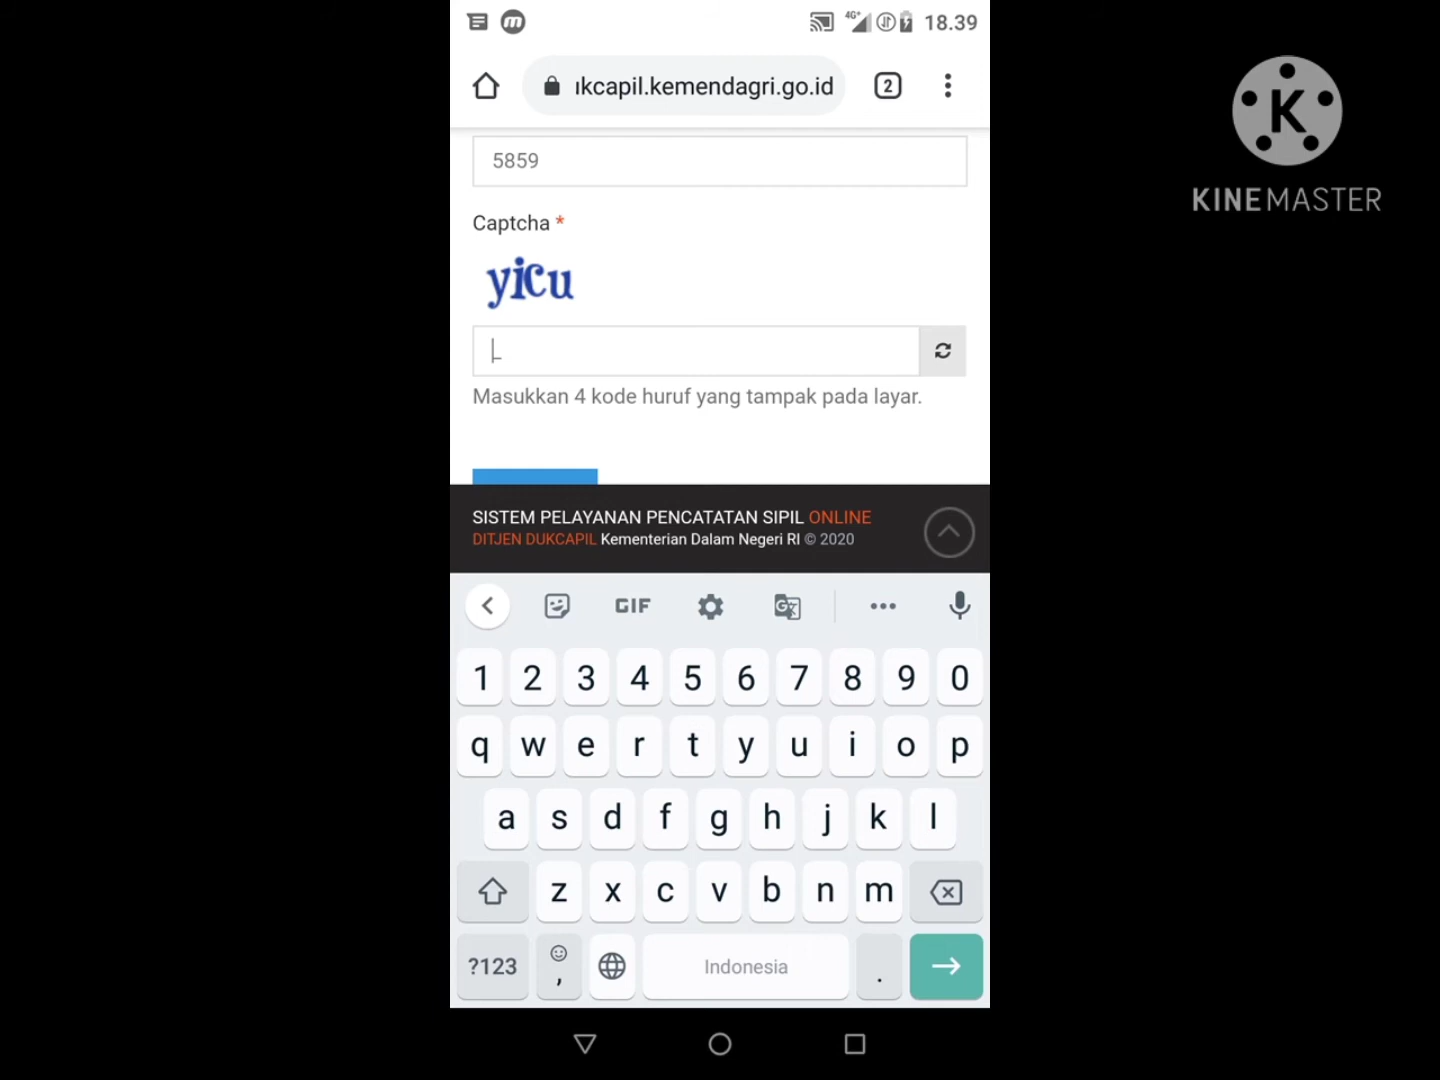 18.39
ıkcapil.kemendagri.go.id
2
5859
Captcha *
yicu
Masukkan 4 kode huruf yang tampak pada layar.
SISTEM PELAYANAN PENCATATAN SIPIL ONLINE
DITJEN DUKCAPIL Kementerian Dalam Negeri RI © 2020
GIF
1 2 3 4 5 6 7 8 9 0
q w e r t y u i o p
a s d f g h j k l
z x c v b n m
?123 , Indonesia .
K
KINEMASTER
4G+
m